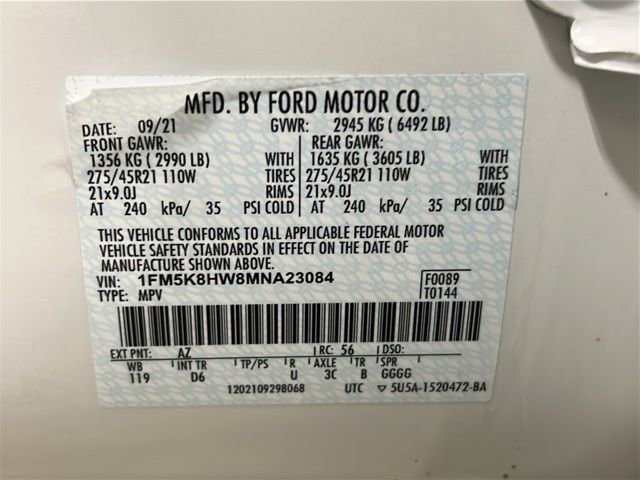 MFD. BY FORD MOTOR CO.
DATE: 09/21 GVWR: 2945 KG ( 6492 LB)
FRONT GAWR: REAR GAWR:
1356 KG ( 2990 LB) WITH 1635 KG ( 3605 LB) WITH
275/45R21 110W TIRES 275/45R21 110W TIRES
21x9.0J RIMS 21x9.0J RIMS
AT 240 kPa/ 35 PSI COLD AT 240 kPa/ 35 PSI COLD
THIS VEHICLE CONFORMS TO ALL APPLICABLE FEDERAL MOTOR
VEHICLE SAFETY STANDARDS IN EFFECT ON THE DATE OF
MANUFACTURE SHOWN ABOVE.
VIN: 1FM5K8HW8MNA23084 F0089
TYPE: MPV T0144
EXT PNT: AZ RC: 56 DSO:
WB INT TR TP/PS R AXLE TR SPR
119 D6 U 3C B GGGG
1202109298068 UTC ▽ 5U5A-1520472-BA